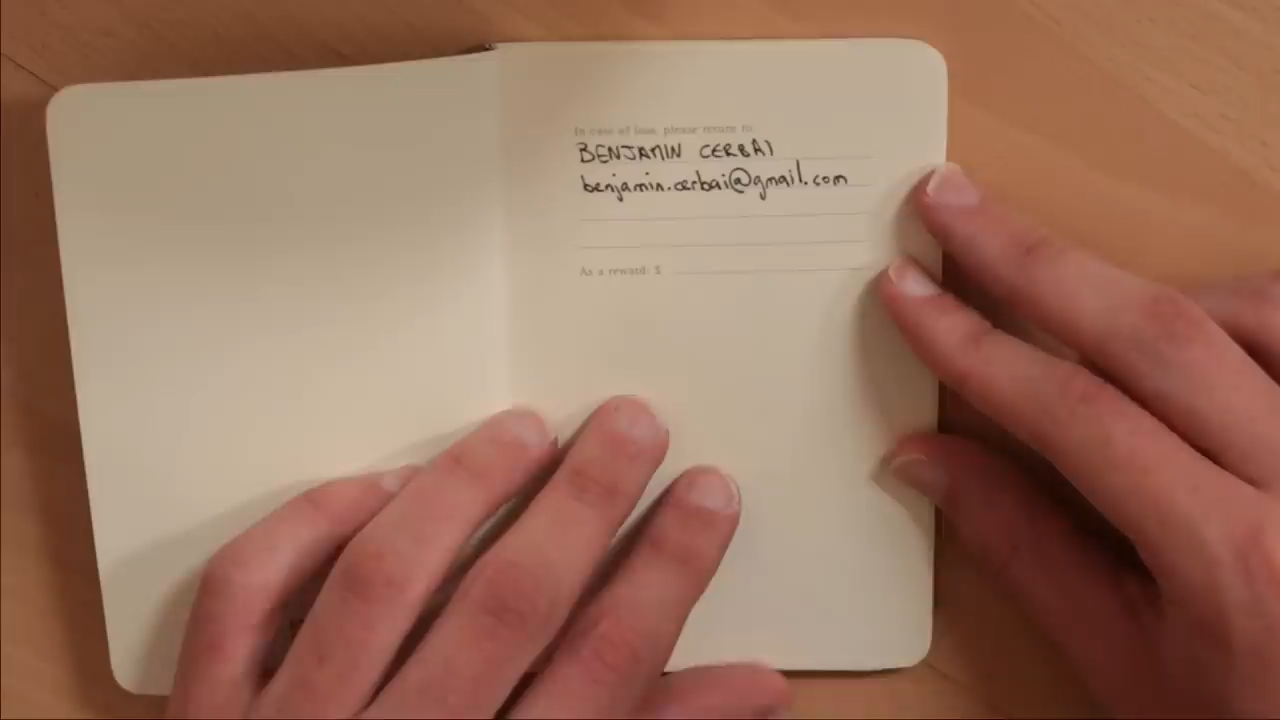 In case of loss, please return to:
BENJAMIN CERBAI
benjamin.cerbai@gmail.com
As a reward: $